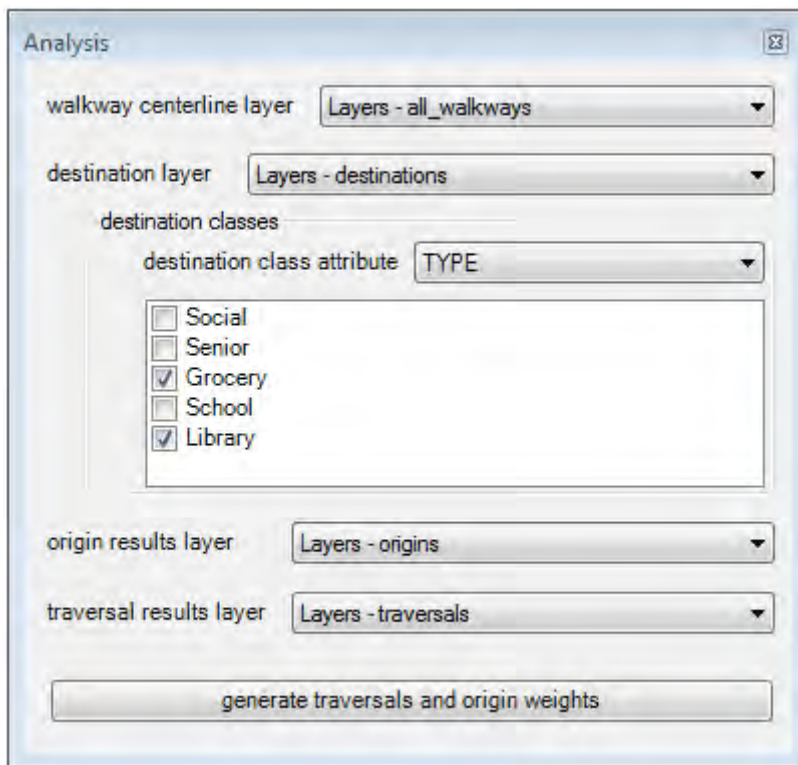 Analysis
walkway centerline layer Layers - all_walkways
destination layer Layers - destinations
destination classes
destination class attribute TYPE
Social
Senior
Grocery
School
Library
origin results layer Layers - origins
traversal results layer Layers - traversals
generate traversals and origin weights